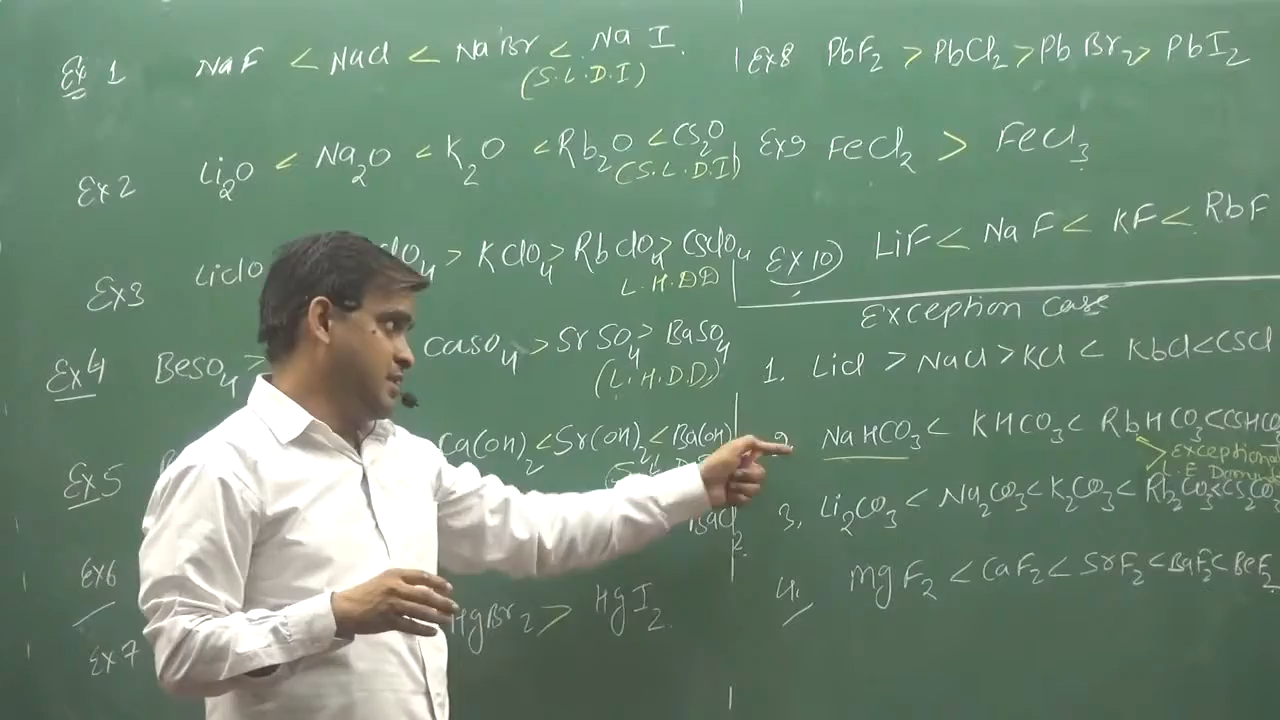 Ex 1 NaF < NaCl < NaBr < NaI.
(S.L.D.I)
Ex2 Li2O < Na2O < K2O < Rb2O < Cs2O
(S.L.D.I)
Ex3 LiClO ClO4 > KClO4 > RbClO4 > CsClO4
L.H.D.D
Ex4 BeSO4 > CaSO4 > SrSO4 > BaSO4
(L.H.D.D)
Ex5 Ca(OH)2 < Sr(OH)2 < Ba(OH)
BaCl2.
Ex6
HgBr2 > HgI2.
Ex7
Ex8 PbF2 > PbCl2 > PbBr2 > PbI2
Ex9 FeCl2 > FeCl3
Ex 10) LiF < NaF < KF < RbF
Exception case
1. LiCl > NaCl > KCl < RbCl < CsCl
2. NaHCO3 < KHCO3 < RbHCO3 < CsHCO3
Exceptional
L.E Domin
3. Li2CO3 < Na2CO3 < K2CO3 < Rb2CO3 < Cs2CO3
4. MgF2 < CaF2 < SrF2 < BaF2 < BeF2